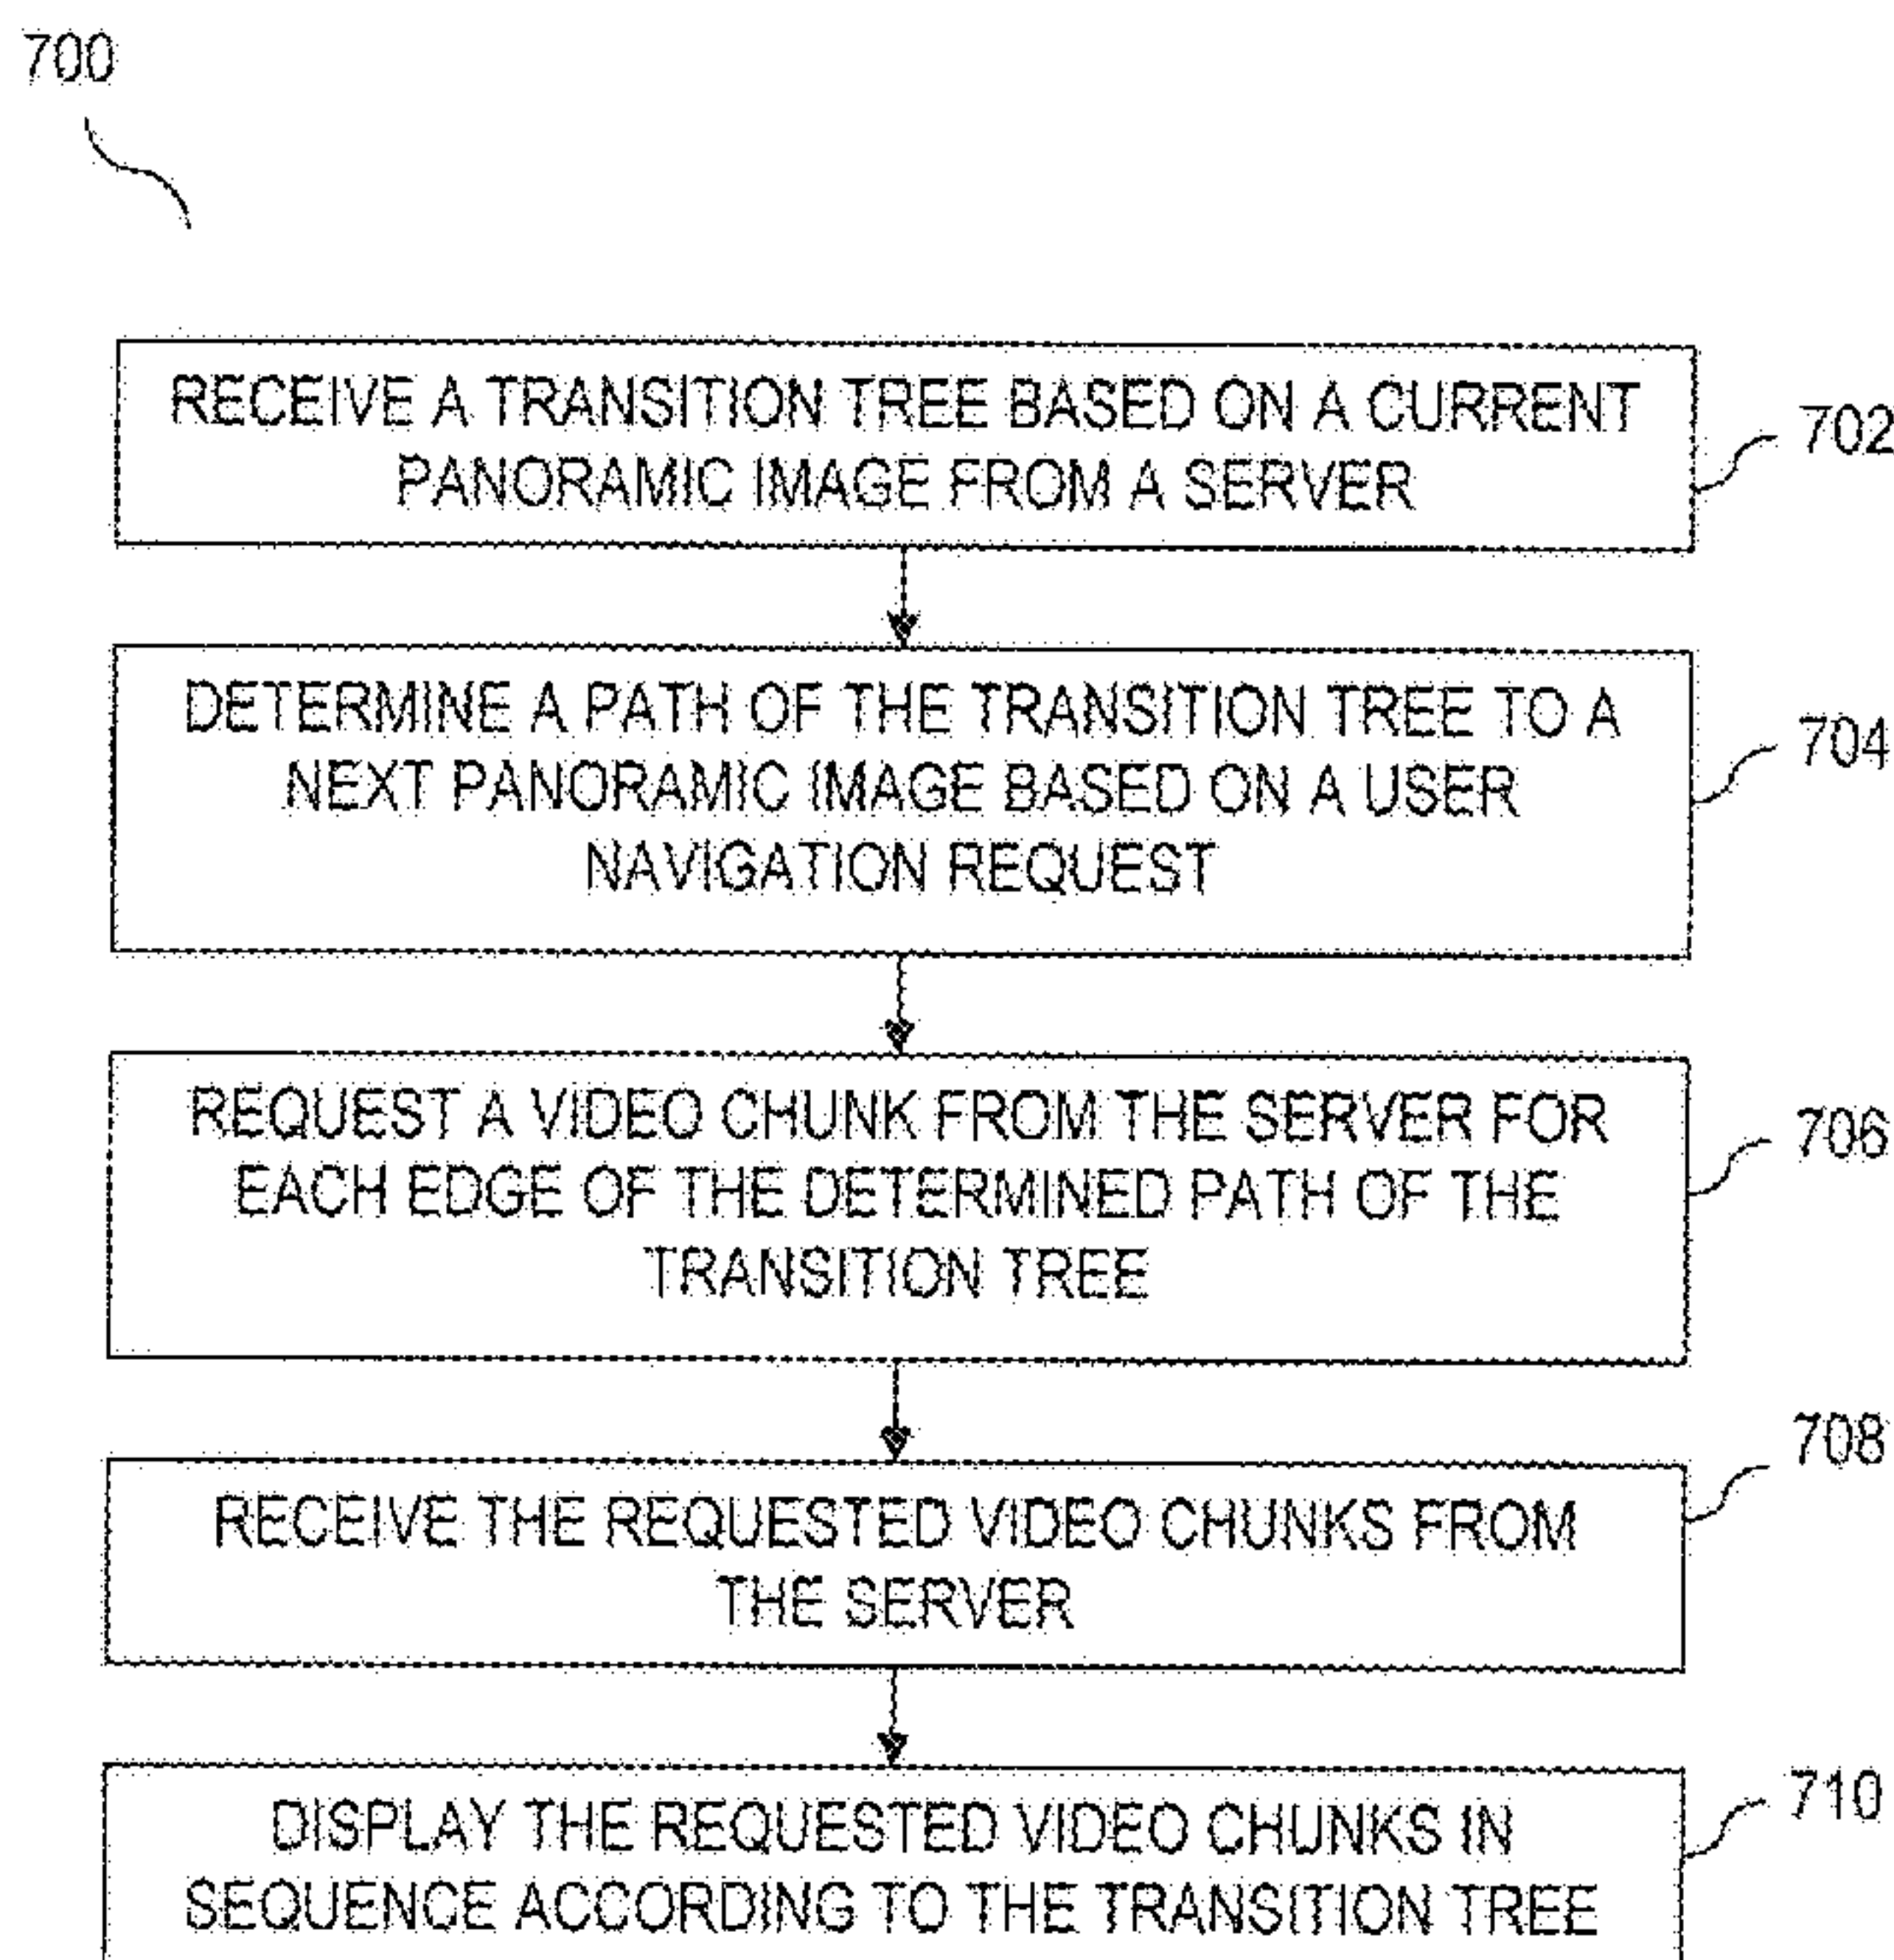 700
RECEIVE A TRANSITION TREE BASED ON A CURRENT
PANORAMIC IMAGE FROM A SERVER
702
DETERMINE A PATH OF THE TRANSITION TREE TO A
NEXT PANORAMIC IMAGE BASED ON A USER
NAVIGATION REQUEST
704
REQUEST A VIDEO CHUNK FROM THE SERVER FOR
EACH EDGE OF THE DETERMINED PATH OF THE
TRANSITION TREE
706
RECEIVE THE REQUESTED VIDEO CHUNKS FROM
THE SERVER
708
DISPLAY THE REQUESTED VIDEO CHUNKS IN
SEQUENCE ACCORDING TO THE TRANSITION TREE
710